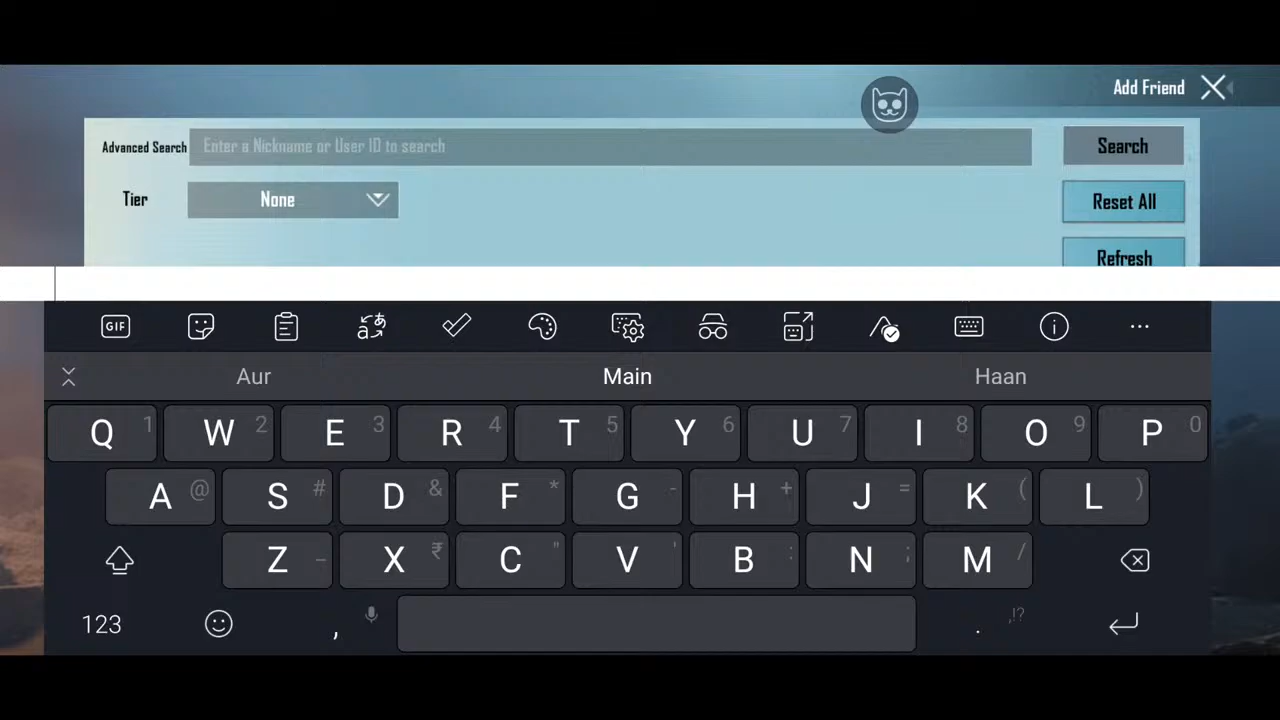 Add Friend
Advanced Search Enter a Nickname or User ID to search Search
Tier None Reset All
Refresh
GIF
Aur Main Haan
Q 1 W 2 E 3 R 4 T 5 Y 6 U 7 I 8 O 9 P 0
A @ S # D & F * G - H + J = K ( L )
Z _ X ₹ C " V ' B : N ; M /
123 , . ,!?